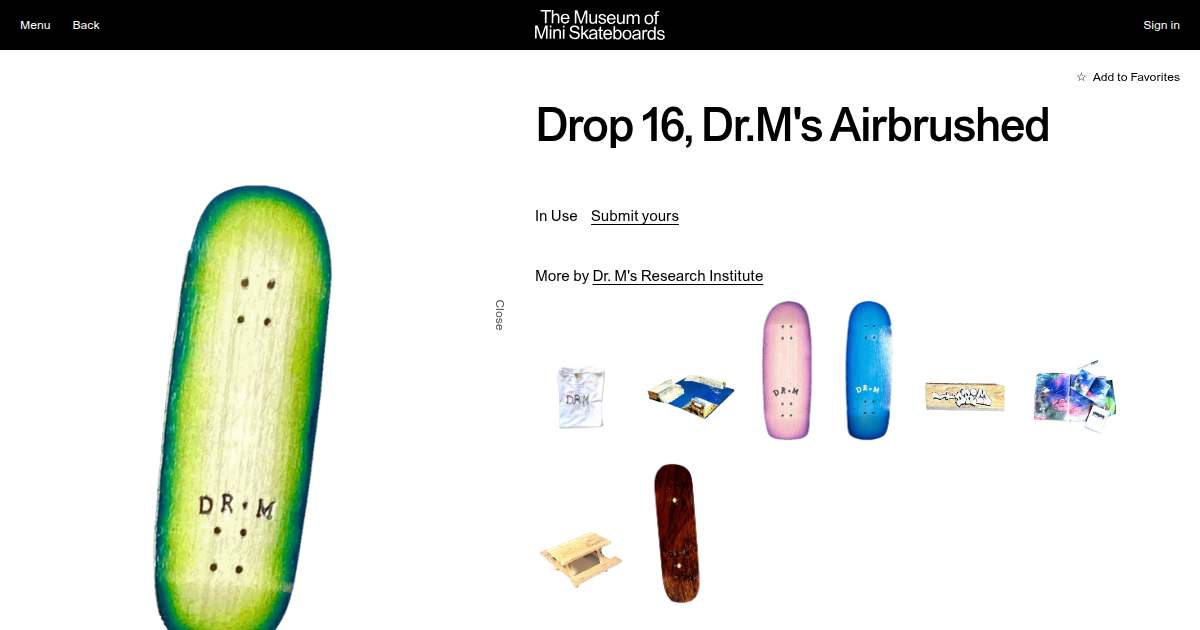 Menu
Back
The Museum of
Mini Skateboards
Sign in
☆ Add to Favorites
Drop 16, Dr.M's Airbrushed
In Use Submit yours
More by Dr. M's Research Institute
Close
DR.M
DR.M
DR.M
DR.M